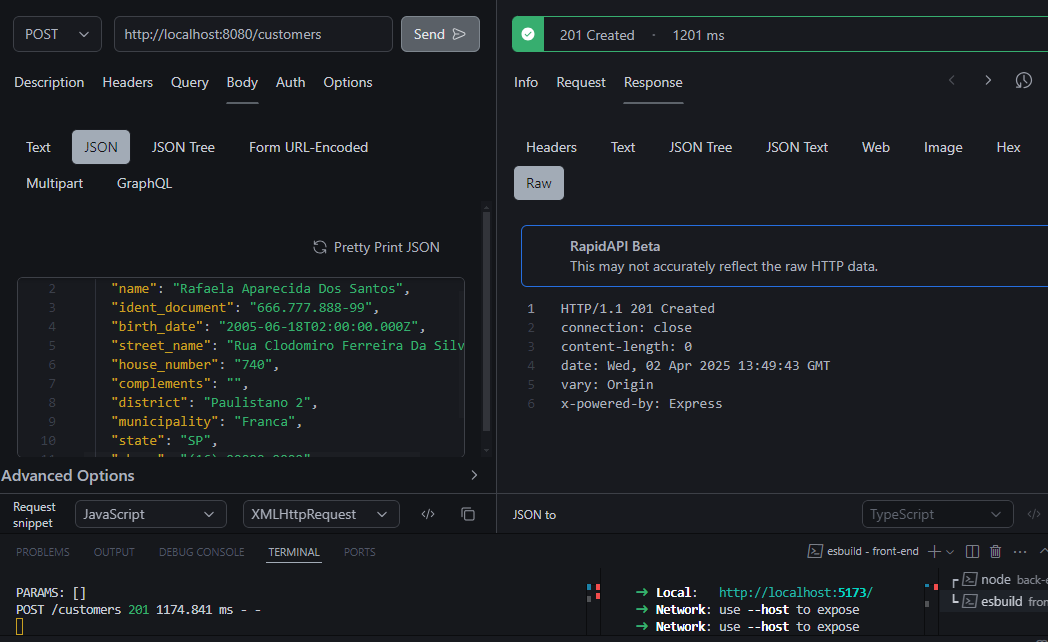 POST
http://localhost:8080/customers
Send
Description Headers Query Body Auth Options
Text JSON JSON Tree Form URL-Encoded
Multipart GraphQL
Pretty Print JSON
2 "name": "Rafaela Aparecida Dos Santos",
3 "ident_document": "666.777.888-99",
4 "birth_date": "2005-06-18T02:00:00.000Z",
5 "street_name": "Rua Clodomiro Ferreira Da Silv
6 "house_number": "740",
7 "complements": "",
8 "district": "Paulistano 2",
9 "municipality": "Franca",
10 "state": "SP",
Advanced Options
Request
snippet
JavaScript
XMLHttpRequest
201 Created · 1201 ms
Info Request Response
Headers Text JSON Tree JSON Text Web Image Hex
Raw
RapidAPI Beta
This may not accurately reflect the raw HTTP data.
1 HTTP/1.1 201 Created
2 connection: close
3 content-length: 0
4 date: Wed, 02 Apr 2025 13:49:43 GMT
5 vary: Origin
6 x-powered-by: Express
JSON to
TypeScript
PROBLEMS OUTPUT DEBUG CONSOLE TERMINAL PORTS
esbuild - front-end
PARAMS: []
POST /customers 201 1174.841 ms - -
➜ Local: http://localhost:5173/
➜ Network: use --host to expose
➜ Network: use --host to expose
node back-e
esbuild fron